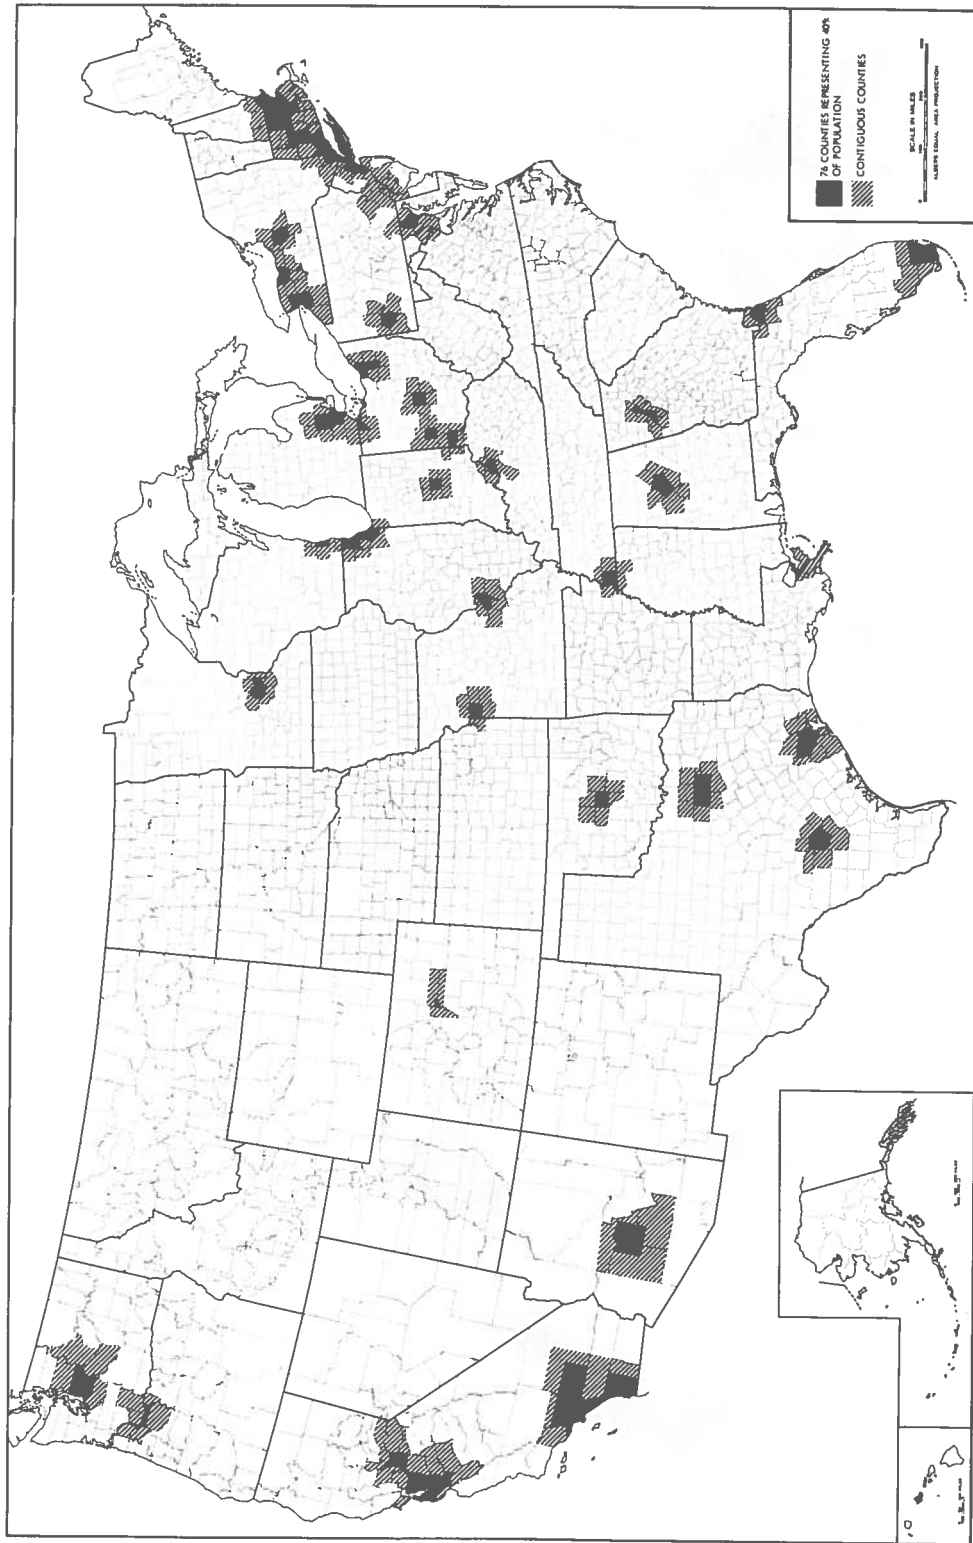 76 COUNTIES REPRESENTING 40%
OF POPULATION
CONTIGUOUS COUNTIES
SCALE IN MILES
ALBERS EQUAL AREA PROJECTION